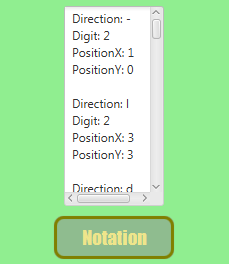 Direction: -
Digit: 2
PositionX: 1
PositionY: 0

Direction: l
Digit: 2
PositionX: 3
PositionY: 3

Direction: d
Notation